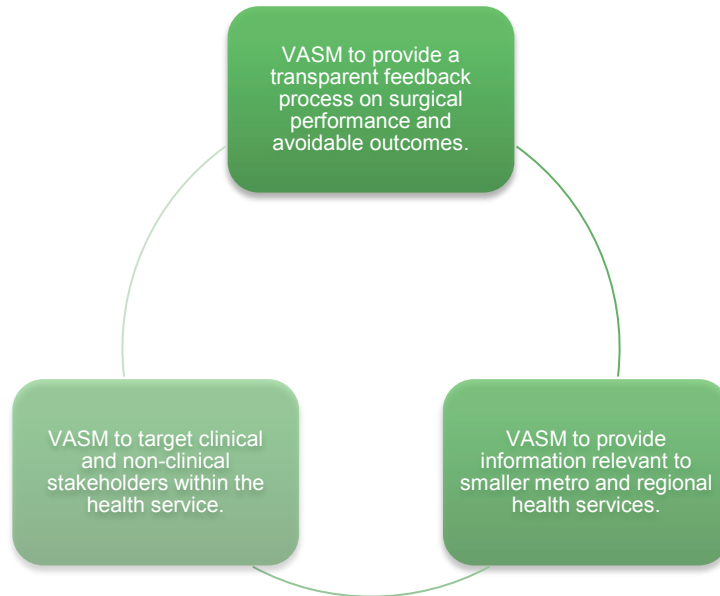 VASM to provide a
transparent feedback
process on surgical
performance and
avoidable outcomes.
VASM to target clinical
and non-clinical
stakeholders within the
health service.
VASM to provide
information relevant to
smaller metro and regional
health services.